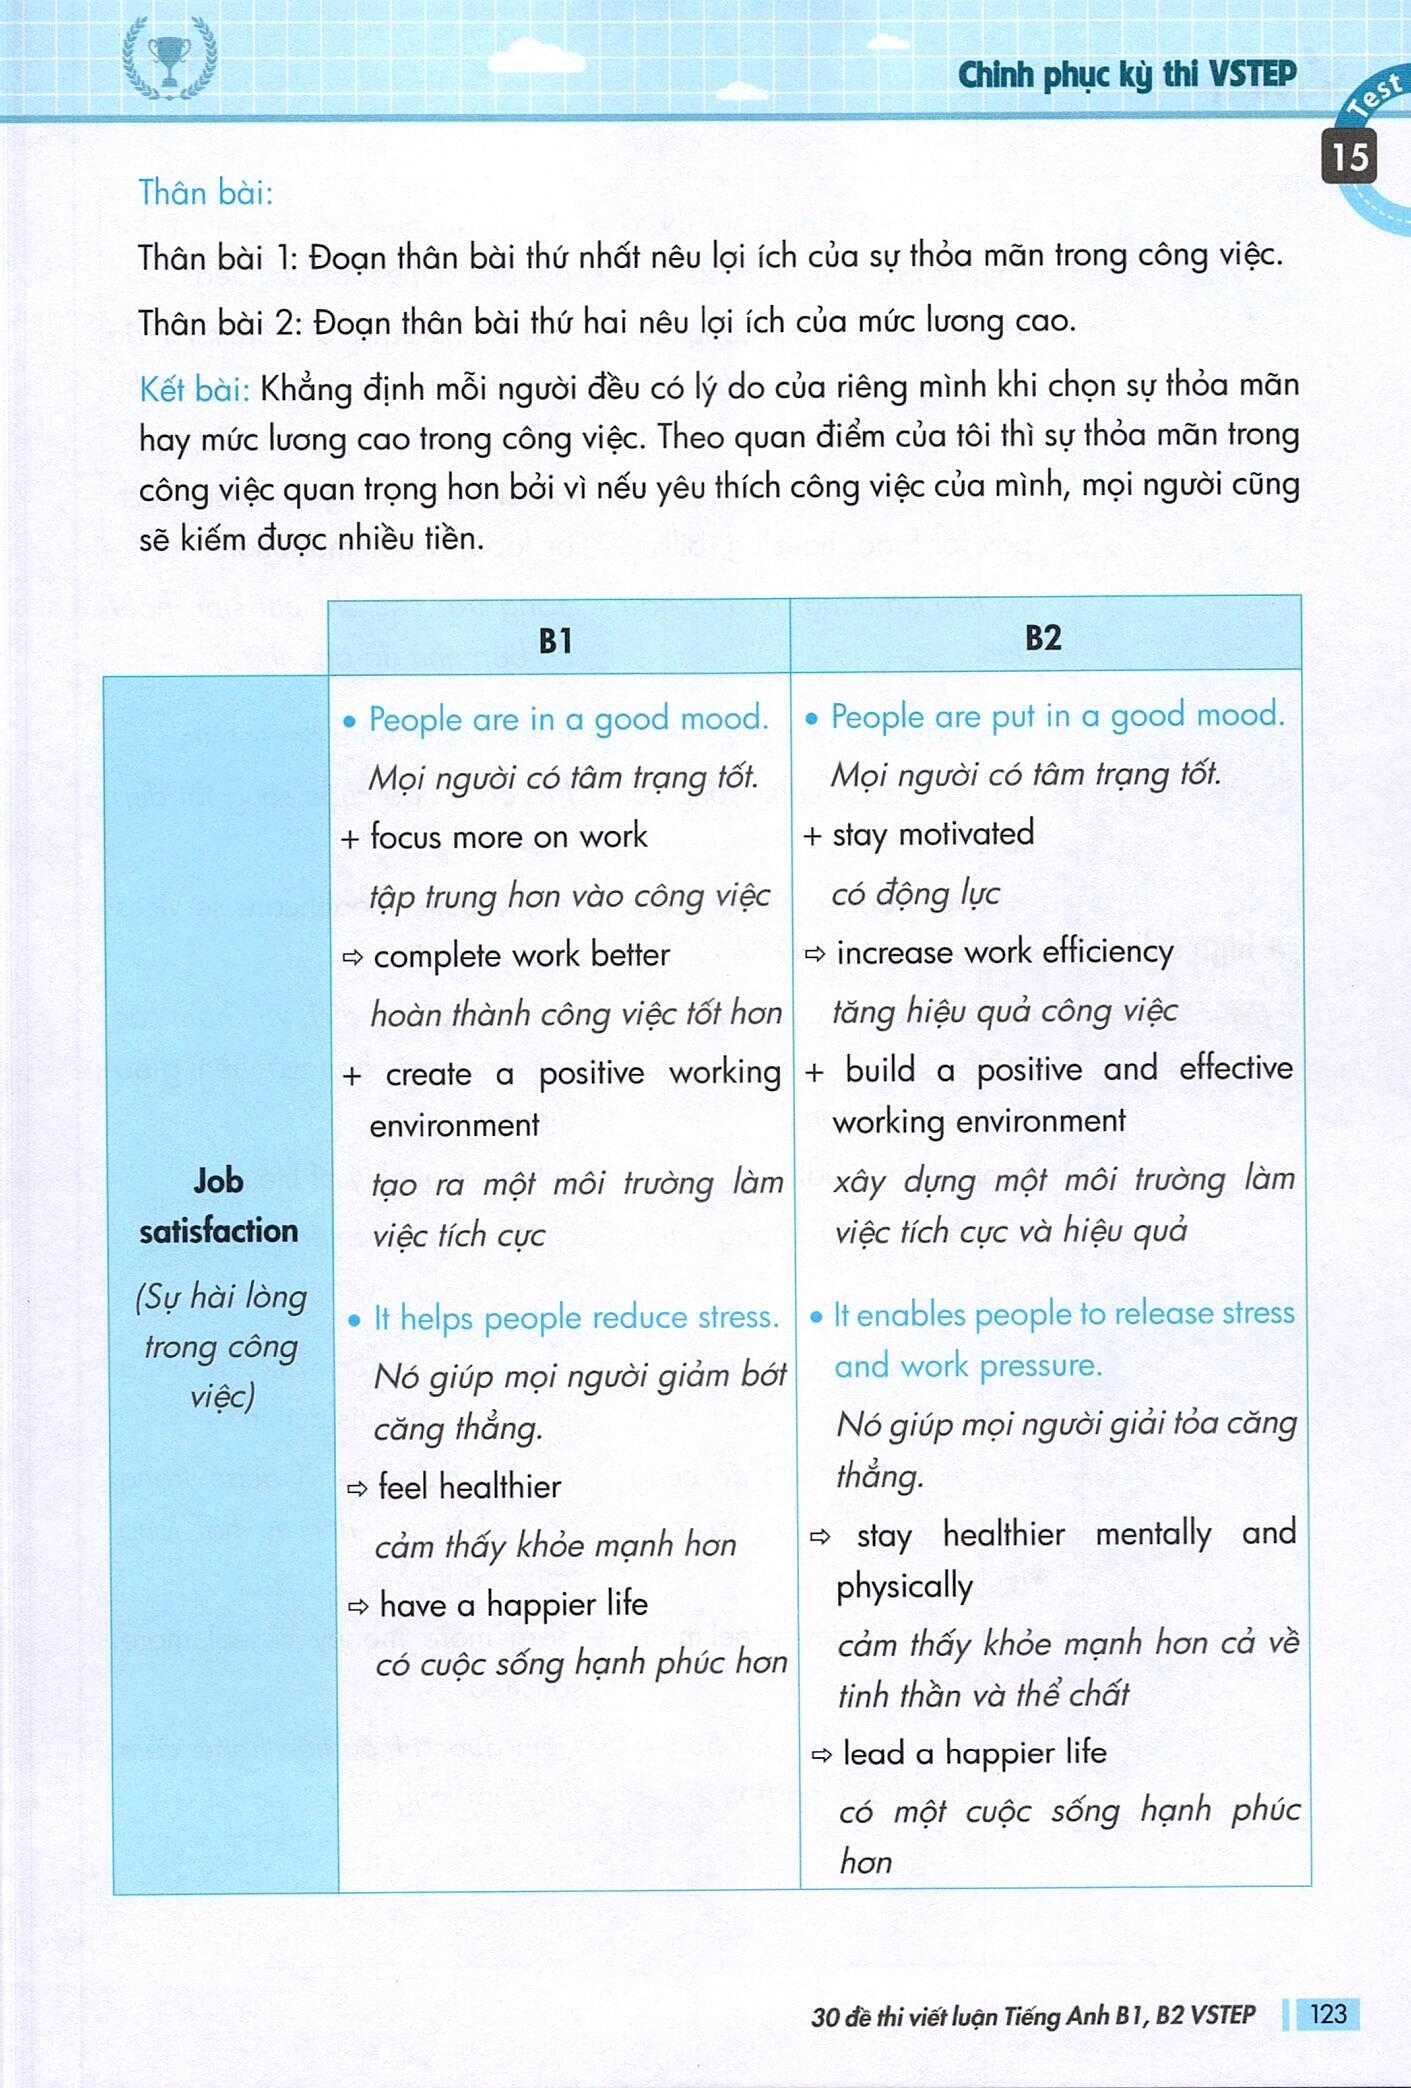 Chinh phục kỳ thi VSTEP
Test
15
Thân bài:
Thân bài 1: Đoạn thân bài thứ nhất nêu lợi ích của sự thỏa mãn trong công việc.
Thân bài 2: Đoạn thân bài thứ hai nêu lợi ích của mức lương cao.
Kết bài: Khẳng định mỗi người đều có lý do của riêng mình khi chọn sự thỏa mãn
hay mức lương cao trong công việc. Theo quan điểm của tôi thì sự thỏa mãn trong
công việc quan trọng hơn bởi vì nếu yêu thích công việc của mình, mọi người cũng
sẽ kiếm được nhiều tiền.
B1
B2
Job
satisfaction
(Sự hài lòng
trong công
việc)
• People are in a good mood.
Mọi người có tâm trạng tốt.
+ focus more on work
tập trung hơn vào công việc
⇨ complete work better
hoàn thành công việc tốt hơn
+ create a positive working
environment
tạo ra một môi trường làm
việc tích cực
• It helps people reduce stress.
Nó giúp mọi người giảm bớt
căng thẳng.
⇨ feel healthier
cảm thấy khỏe mạnh hơn
⇨ have a happier life
có cuộc sống hạnh phúc hơn
• People are put in a good mood.
Mọi người có tâm trạng tốt.
+ stay motivated
có động lực
⇨ increase work efficiency
tăng hiệu quả công việc
+ build a positive and effective
working environment
xây dựng một môi trường làm
việc tích cực và hiệu quả
• It enables people to release stress
and work pressure.
Nó giúp mọi người giải tỏa căng
thẳng.
⇨ stay healthier mentally and
physically
cảm thấy khỏe mạnh hơn cả về
tinh thần và thể chất
⇨ lead a happier life
có một cuộc sống hạnh phúc
hơn
30 đề thi viết luận Tiếng Anh B1, B2 VSTEP
123